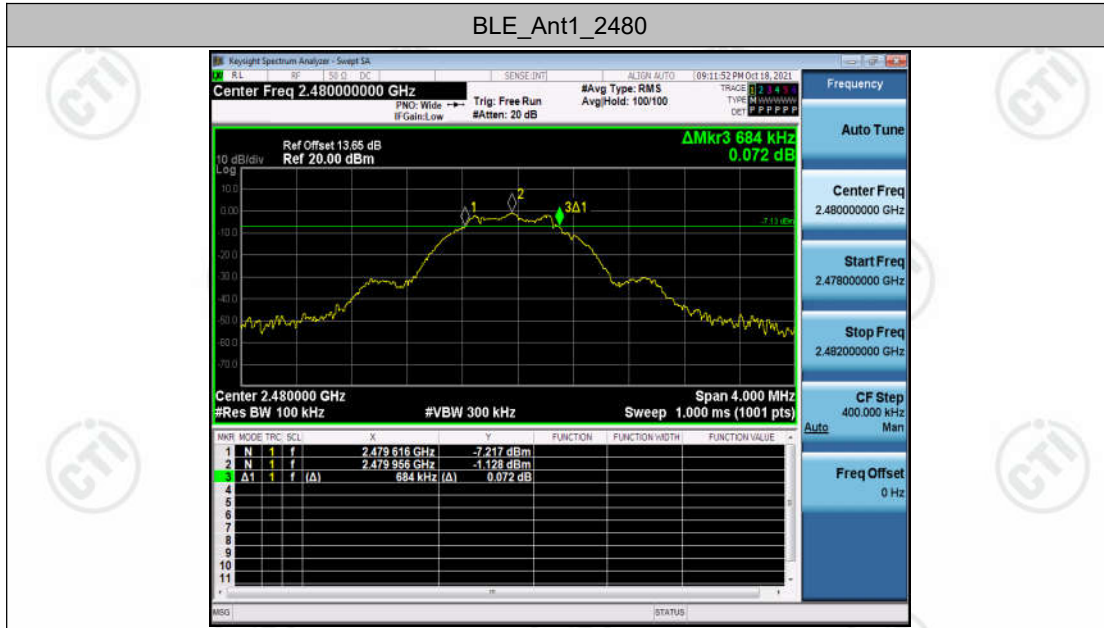 BLE_Ant1_2480
Keysight Spectrum Analyzer - Swept SA
RL RF 50 Ω DC SENSE:INT ALIGN AUTO 09:11:52 PM Oct 18, 2021
Center Freq 2.480000000 GHz #Avg Type: RMS TRACE 1 2 3 4 5 6
PNO: Wide Trig: Free Run Avg|Hold: 100/100 TYPE M WWWWW
IFGain:Low #Atten: 20 dB DET P P P P P P
Frequency
Auto Tune
Center Freq
2.480000000 GHz
Start Freq
2.478000000 GHz
Stop Freq
2.482000000 GHz
CF Step
400.000 kHz
Auto Man
Freq Offset
0 Hz
ΔMkr3 684 kHz
0.072 dB
Ref Offset 13.65 dB
10 dB/div Ref 20.00 dBm
Log
10.0
0.00
-10.0
-20.0
-30.0
-40.0
-50.0
-60.0
-70.0
1
2
3Δ1
-7.13 dBm
Center 2.480000 GHz Span 4.000 MHz
#Res BW 100 kHz #VBW 300 kHz Sweep 1.000 ms (1001 pts)
MKR MODE TRC SCL X Y FUNCTION FUNCTION WIDTH FUNCTION VALUE
1 N 1 f 2.479 616 GHz -7.217 dBm
2 N 1 f 2.479 956 GHz -1.128 dBm
3 Δ1 1 f (Δ) 684 kHz (Δ) 0.072 dB
4
5
6
7
8
9
10
11
MSG STATUS
CTI
CTI
CTI
CTI